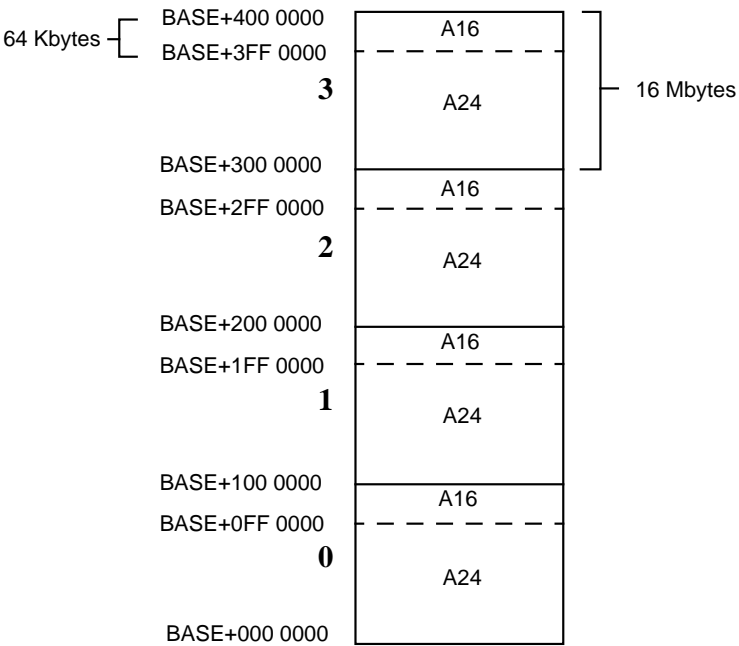 BASE+400 0000
A16
64 Kbytes
BASE+3FF 0000
3
A24
16 Mbytes
BASE+300 0000
A16
BASE+2FF 0000
2
A24
BASE+200 0000
A16
BASE+1FF 0000
1
A24
BASE+100 0000
A16
BASE+0FF 0000
0
A24
BASE+000 0000